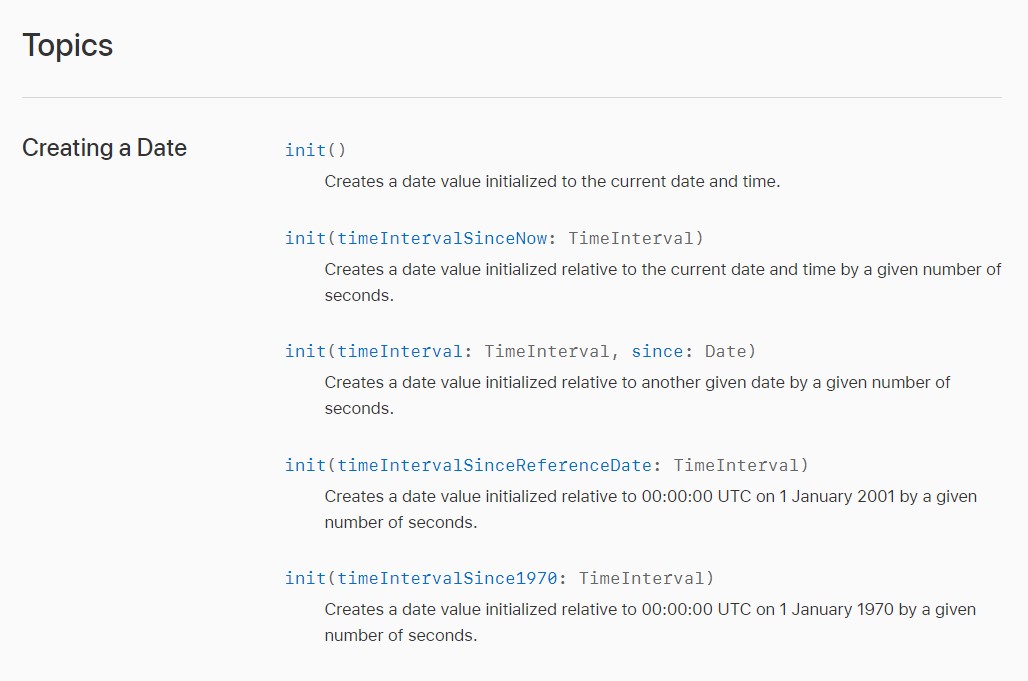 Topics
Creating a Date
init()
Creates a date value initialized to the current date and time.
init(timeIntervalSinceNow: TimeInterval)
Creates a date value initialized relative to the current date and time by a given number of
seconds.
init(timeInterval: TimeInterval, since: Date)
Creates a date value initialized relative to another given date by a given number of
seconds.
init(timeIntervalSinceReferenceDate: TimeInterval)
Creates a date value initialized relative to 00:00:00 UTC on 1 January 2001 by a given
number of seconds.
init(timeIntervalSince1970: TimeInterval)
Creates a date value initialized relative to 00:00:00 UTC on 1 January 1970 by a given
number of seconds.